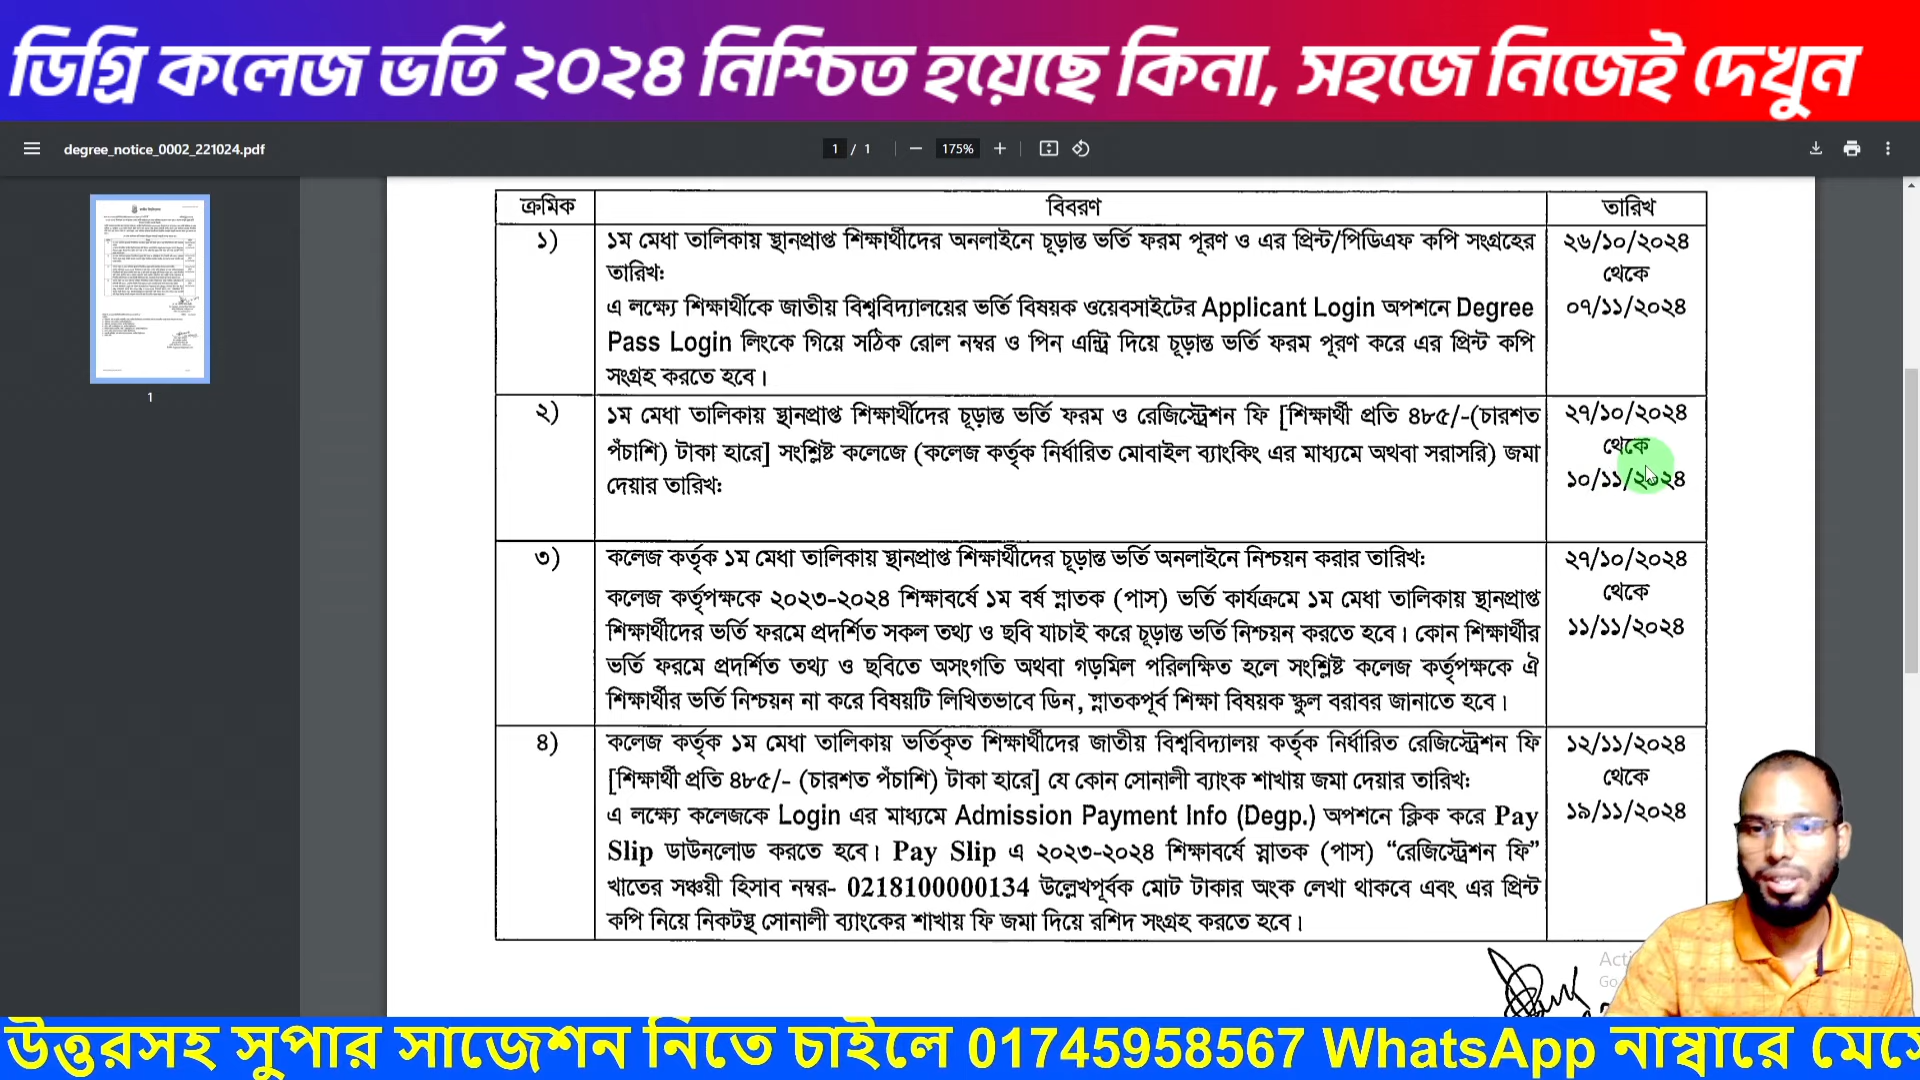 ডিগ্রি কলেজ ভর্তি ২০২৪ নিশ্চিত হয়েছে কিনা, সহজে নিজেই দেখুন
degree_notice_0002_221024.pdf
1 / 1
175%
1
ক্রমিক
বিবরণ
তারিখ
১)
১ম মেধা তালিকায় স্থানপ্রাপ্ত শিক্ষার্থীদের অনলাইনে চূড়ান্ত ভর্তি ফরম পূরণ ও এর প্রিন্ট/পিডিএফ কপি সংগ্রহের
তারিখঃ
এ লক্ষ্যে শিক্ষার্থীকে জাতীয় বিশ্ববিদ্যালয়ের ভর্তি বিষয়ক ওয়েবসাইটের Applicant Login অপশনে Degree
Pass Login লিংকে গিয়ে সঠিক রোল নম্বর ও পিন এন্ট্রি দিয়ে চূড়ান্ত ভর্তি ফরম পূরণ করে এর প্রিন্ট কপি
সংগ্রহ করতে হবে।
২৬/১০/২০২৪
থেকে
০৭/১১/২০২৪
২)
১ম মেধা তালিকায় স্থানপ্রাপ্ত শিক্ষার্থীদের চূড়ান্ত ভর্তি ফরম ও রেজিস্ট্রেশন ফি [শিক্ষার্থী প্রতি ৪৮৫/-(চারশত
পঁচাশি) টাকা হারে] সংশ্লিষ্ট কলেজে (কলেজ কর্তৃক নির্ধারিত মোবাইল ব্যাংকিং এর মাধ্যমে অথবা সরাসরি) জমা
দেয়ার তারিখঃ
২৭/১০/২০২৪
থেকে
১০/১১/২০২৪
৩)
কলেজ কর্তৃক ১ম মেধা তালিকায় স্থানপ্রাপ্ত শিক্ষার্থীদের চূড়ান্ত ভর্তি অনলাইনে নিশ্চয়ন করার তারিখঃ
কলেজ কর্তৃপক্ষকে ২০২৩-২০২৪ শিক্ষাবর্ষে ১ম বর্ষ স্নাতক (পাস) ভর্তি কার্যক্রমে ১ম মেধা তালিকায় স্থানপ্রাপ্ত
শিক্ষার্থীদের ভর্তি ফরমে প্রদর্শিত সকল তথ্য ও ছবি যাচাই করে চূড়ান্ত ভর্তি নিশ্চয়ন করতে হবে। কোন শিক্ষার্থীর
ভর্তি ফরমে প্রদর্শিত তথ্য ও ছবিতে অসংগতি অথবা গড়মিল পরিলক্ষিত হলে সংশ্লিষ্ট কলেজ কর্তৃপক্ষকে ঐ
শিক্ষার্থীর ভর্তি নিশ্চয়ন না করে বিষয়টি লিখিতভাবে ডিন, স্নাতকপূর্ব শিক্ষা বিষয়ক স্কুল বরাবর জানাতে হবে।
২৭/১০/২০২৪
থেকে
১১/১১/২০২৪
৪)
কলেজ কর্তৃক ১ম মেধা তালিকায় ভর্তিকৃত শিক্ষার্থীদের জাতীয় বিশ্ববিদ্যালয় কর্তৃক নির্ধারিত রেজিস্ট্রেশন ফি
[শিক্ষার্থী প্রতি ৪৮৫/- (চারশত পঁচাশি) টাকা হারে] যে কোন সোনালী ব্যাংক শাখায় জমা দেয়ার তারিখঃ
এ লক্ষ্যে কলেজকে Login এর মাধ্যমে Admission Payment Info (Degp.) অপশনে ক্লিক করে Pay
Slip ডাউনলোড করতে হবে। Pay Slip এ ২০২৩-২০২৪ শিক্ষাবর্ষে স্নাতক (পাস) “রেজিস্ট্রেশন ফি”
খাতের সঞ্চয়ী হিসাব নম্বর- 0218100000134 উল্লেখপূর্বক মোট টাকার অংক লেখা থাকবে এবং এর প্রিন্ট
কপি নিয়ে নিকটস্থ সোনালী ব্যাংকের শাখায় ফি জমা দিয়ে রশিদ সংগ্রহ করতে হবে।
১২/১১/২০২৪
থেকে
১৯/১১/২০২৪
Acti
Go
উত্তরসহ সুপার সাজেশন নিতে চাইলে 01745958567 WhatsApp নাম্বারে মেসে